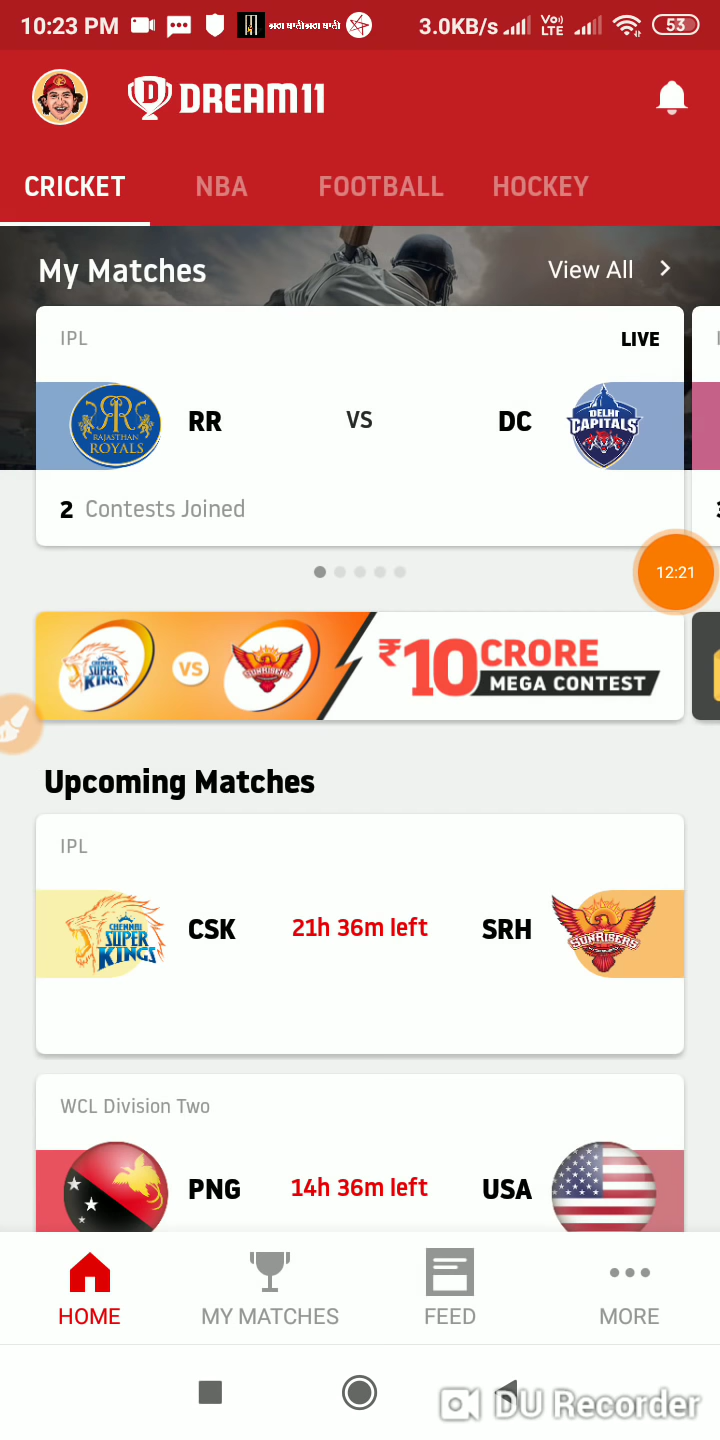 10:23 PM
3.0KB/s
VoLTE
53
DREAM11
CRICKET NBA FOOTBALL HOCKEY
My Matches View All
IPL LIVE
RAJASTHAN ROYALS
RR VS DC
DELHI CAPITALS
2 Contests Joined
12:21
CHENNAI SUPER KINGS
VS
SUNRISERS
₹10 CRORE
MEGA CONTEST
Upcoming Matches
IPL
CHENNAI SUPER KINGS
CSK 21h 36m left SRH
SUNRISERS
WCL Division Two
PNG 14h 36m left USA
HOME MY MATCHES FEED MORE
DU Recorder